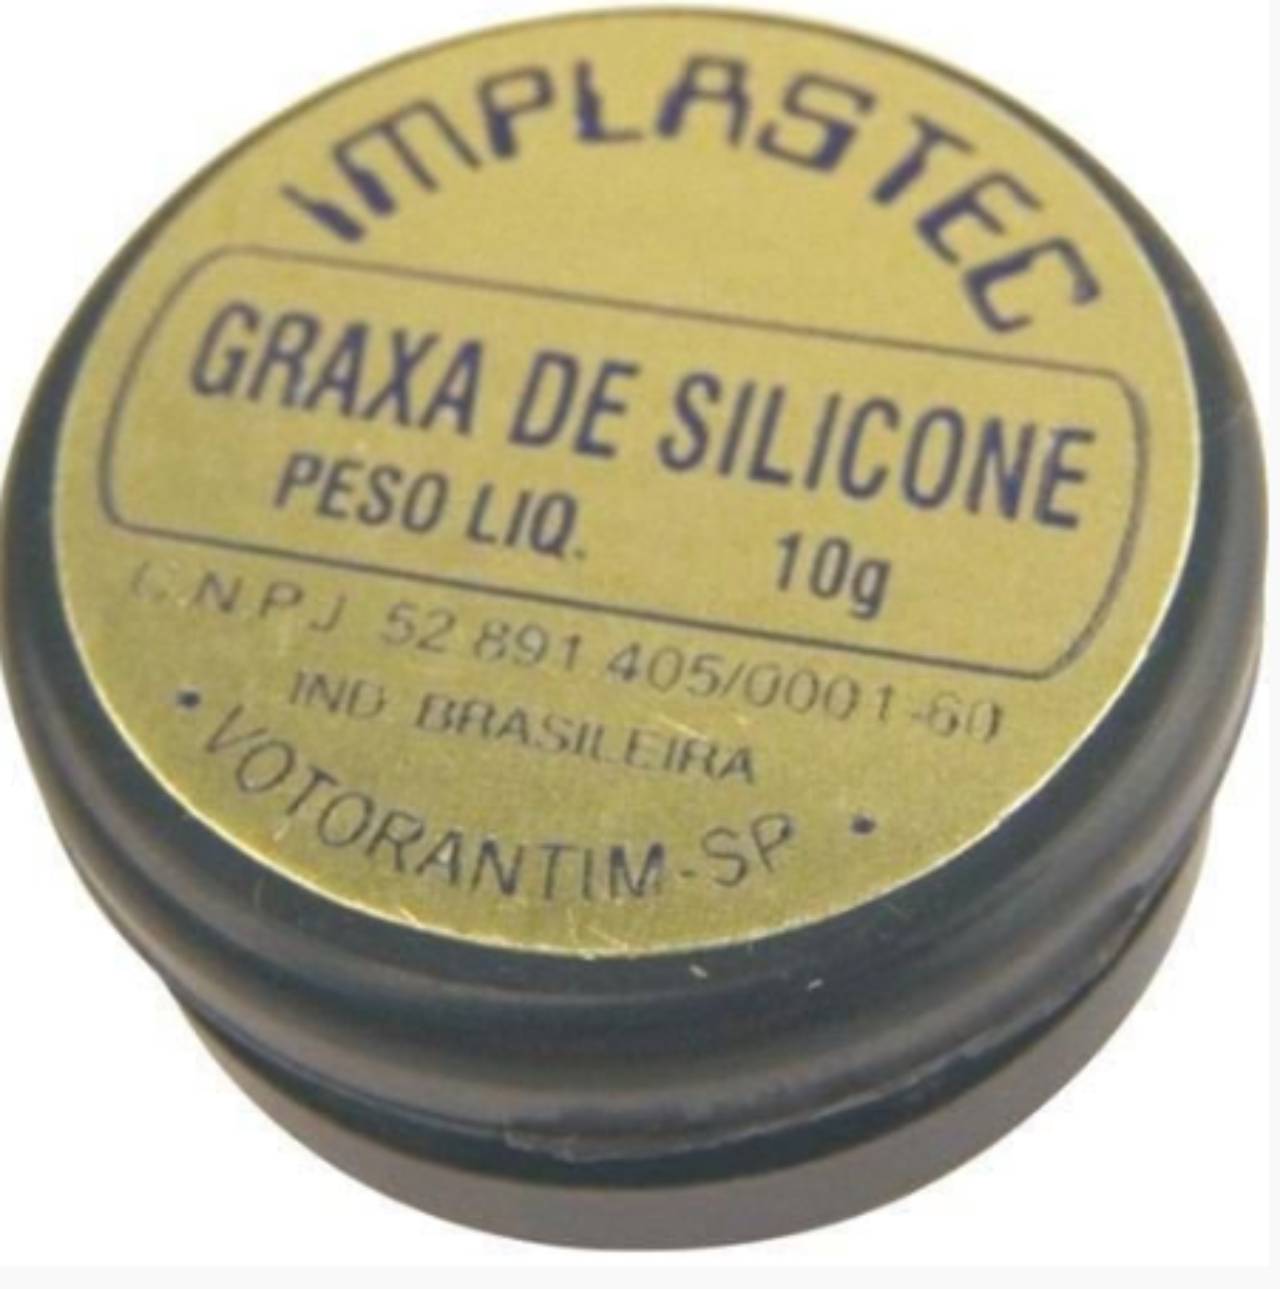 IMPLASTEC
GRAXA DE SILICONE
PESO LIQ. 10g
C.N.P.J 52 891 405/0001-60
IND BRASILEIRA
• VOTORANTIM-SP •